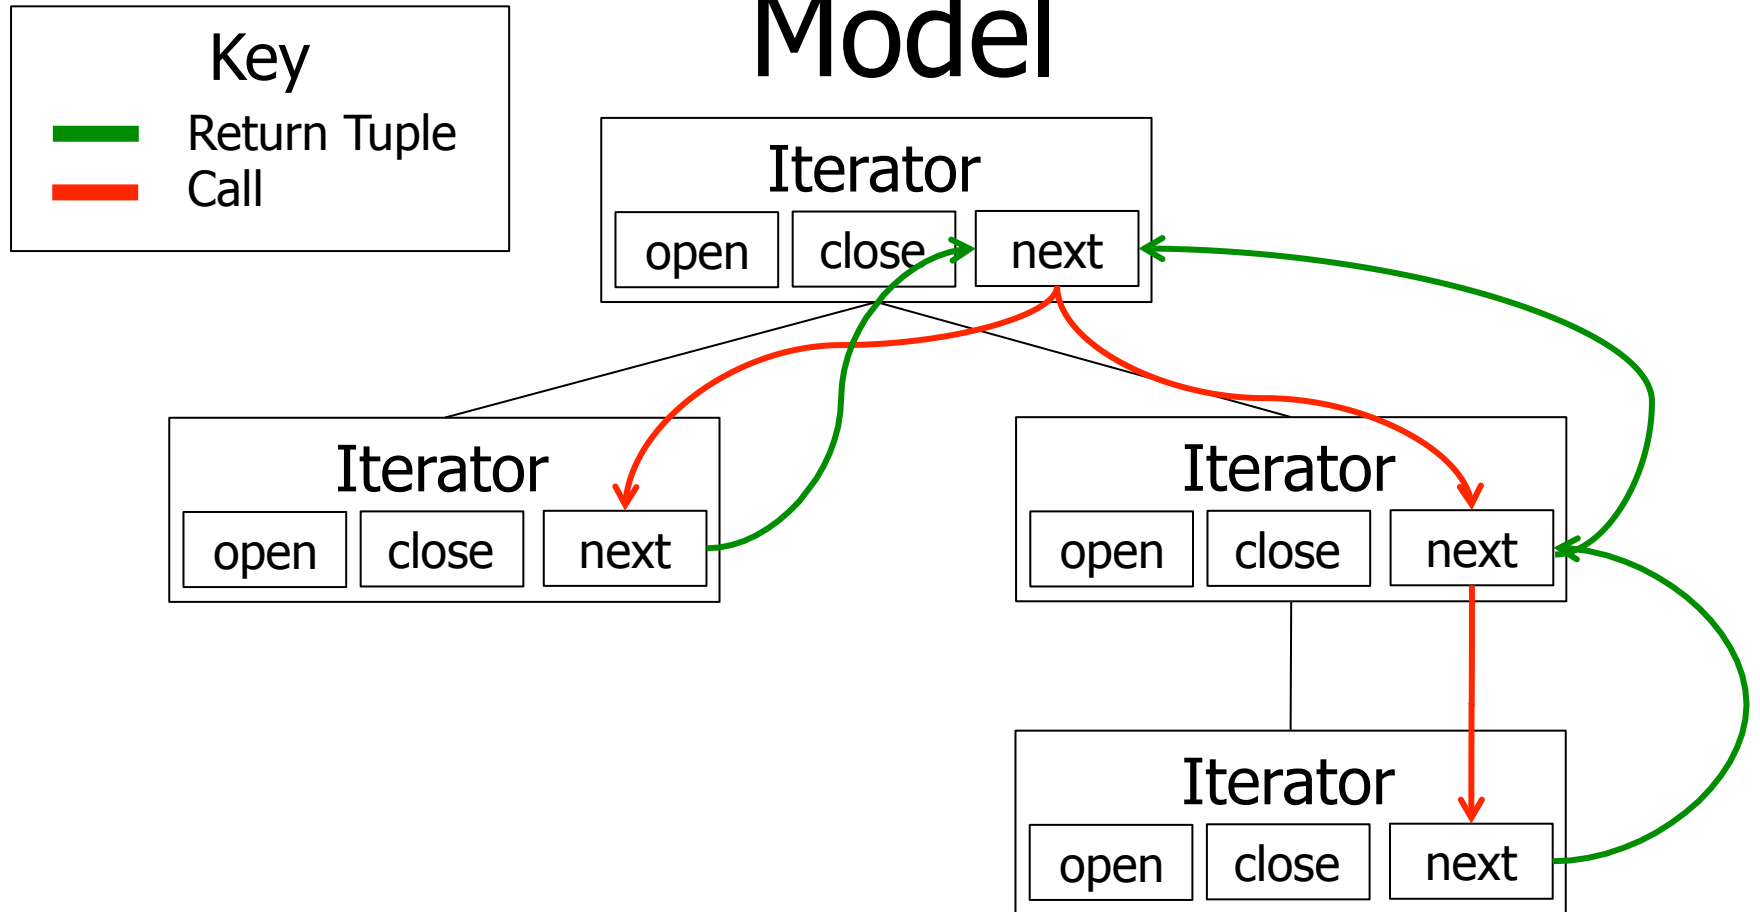 Model
Key
Return Tuple
Call
Iterator
open close next
Iterator
open close next
Iterator
open close next
Iterator
open close next